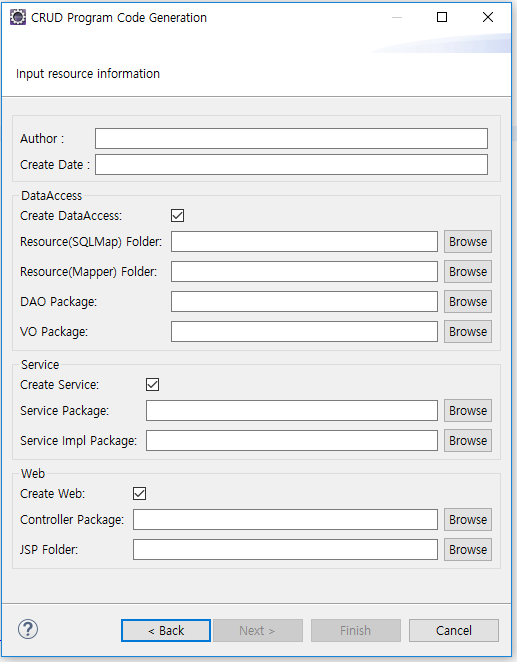 CRUD Program Code Generation
Input resource information
Author :
Create Date :
DataAccess
Create DataAccess:
Resource(SQLMap) Folder: Browse
Resource(Mapper) Folder: Browse
DAO Package: Browse
VO Package: Browse
Service
Create Service:
Service Package: Browse
Service Impl Package: Browse
Web
Create Web:
Controller Package: Browse
JSP Folder: Browse
? < Back Next > Finish Cancel